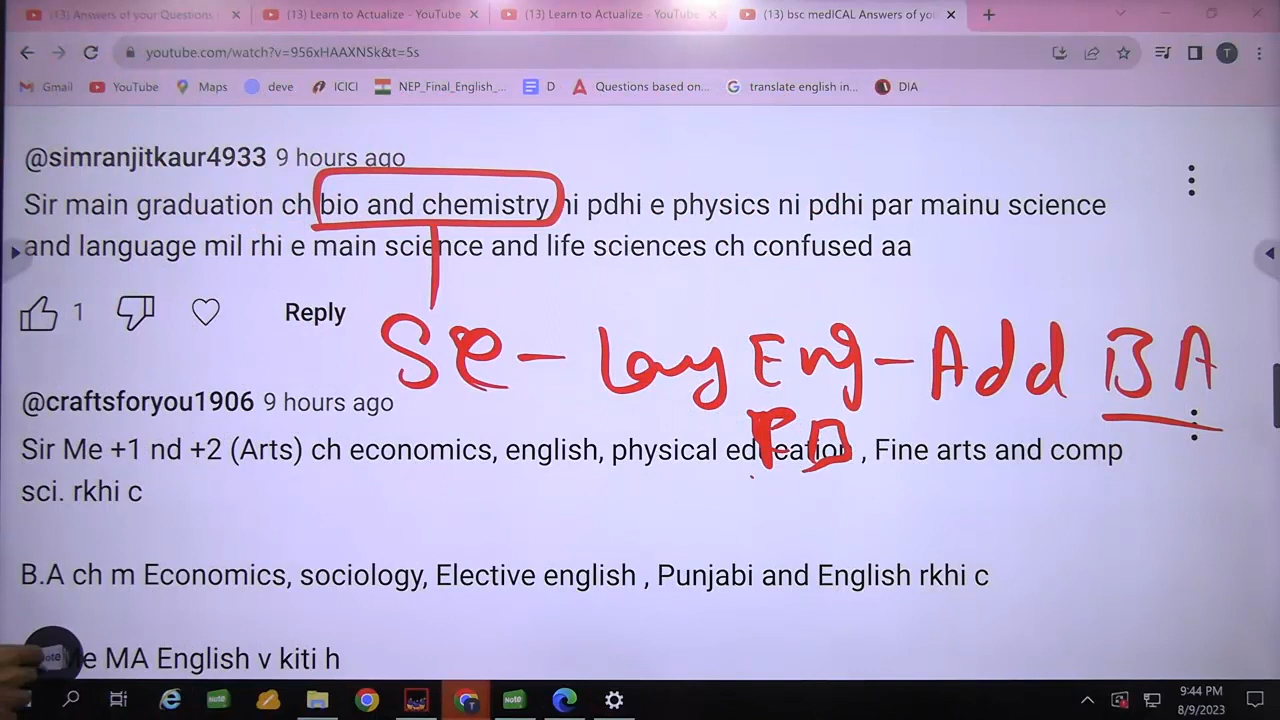 (13) Answers of your Questions
(13) Learn to Actualize - YouTube
(13) Learn to Actualize - YouTube
(13) bsc medICAL Answers of you
youtube.com/watch?v=956xHAAXNSk&t=5s
T
Gmail YouTube Maps deve ICICI NEP_Final_English_... D Questions based on... translate english in... DIA
@simranjitkaur4933 9 hours ago
Sir main graduation ch bio and chemistry ni pdhi e physics ni pdhi par mainu science
and language mil rhi e main science and life sciences ch confused aa
1 Reply
Eng - Add BA
@craftsforyou1906 9 hours ago
Sir Me +1 nd +2 (Arts) ch economics, english, physical education , Fine arts and comp
sci. rkhi c
B.A ch m Economics, sociology, Elective english , Punjabi and English rkhi c
Me MA English v kiti h
Note
9:44 PM
8/9/2023